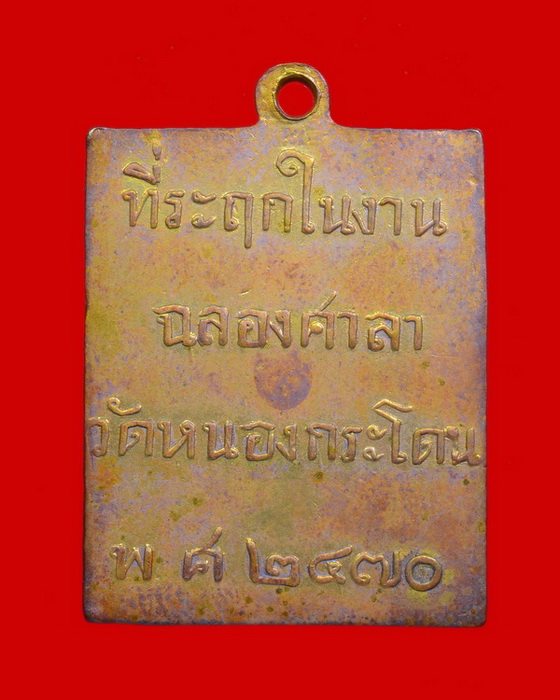 ที่ระฤกในงาน
ฉลองศาลา
วัดหนองกระโดน
พ ศ ๒๔๗๐